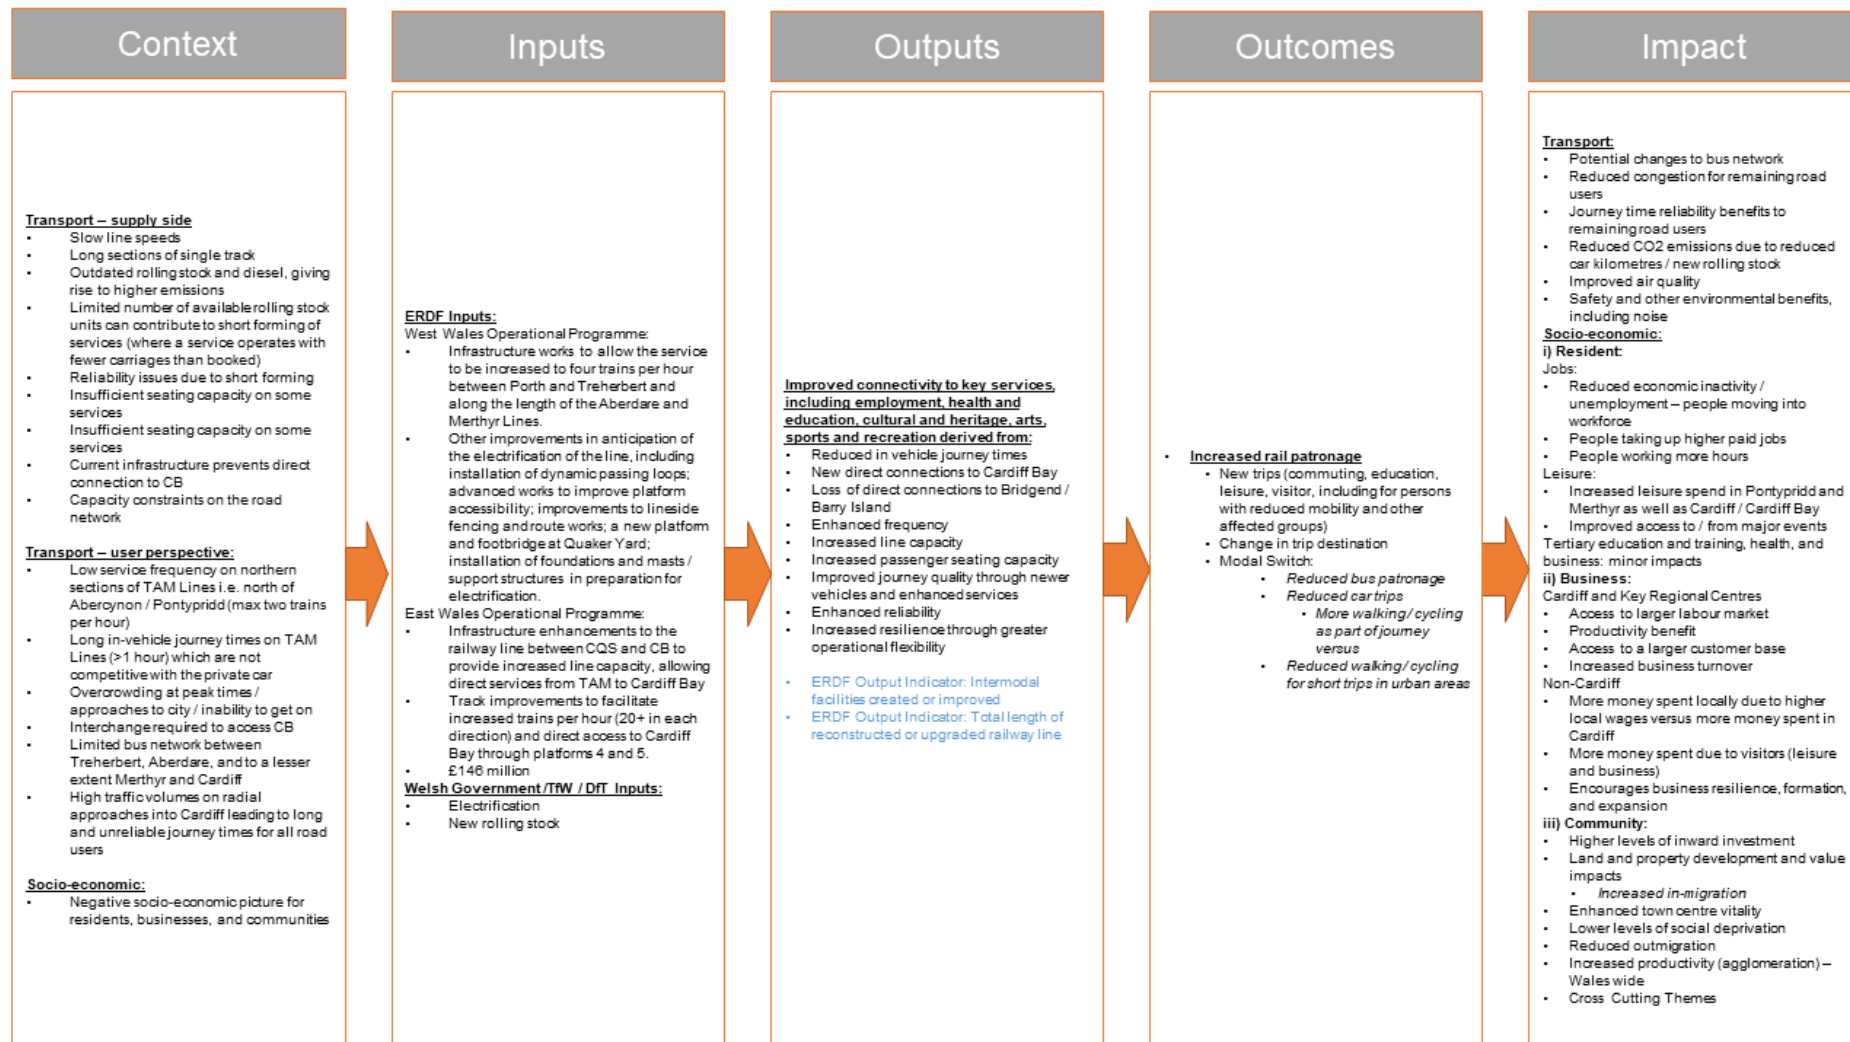 Context
Transport – supply side
▪ Slow line speeds
▪ Long sections of single track
▪ Outdated rolling stock and diesel, giving
rise to higher emissions
▪ Limited number of available rolling stock
units can contribute to short forming of
services (where a service operates with
fewer carriages than booked)
▪ Reliability issues due to short forming
▪ Insufficient seating capacity on some
services
▪ Insufficient seating capacity on some
services
▪ Current infrastructure prevents direct
connection to CB
▪ Capacity constraints on the road
network
Transport – user perspective:
▪ Low service frequency on northern
sections of TAM Lines i.e. north of
Abercynon / Pontypridd (max two trains
per hour)
▪ Long in-vehicle journey times on TAM
Lines (>1 hour) which are not
competitive with the private car
▪ Overcrowding at peak times /
approaches to city / inability to get on
▪ Interchange required to access CB
▪ Limited bus network between
Treherbert, Aberdare, and to a lesser
extent Merthyr and Cardiff
▪ High traffic volumes on radial
approaches into Cardiff leading to long
and unreliable journey times for all road
users
Socio-economic:
▪ Negative socio-economic picture for
residents, businesses, and communities
Inputs
ERDF Inputs:
West Wales Operational Programme:
▪ Infrastructure works to allow the service
to be increased to four trains per hour
between Porth and Treherbert and
along the length of the Aberdare and
Merthyr Lines.
▪ Other improvements in anticipation of
the electrification of the line, including
installation of dynamic passing loops;
advanced works to improve platform
accessibility; improvements to lineside
fencing and route works; a new platform
and footbridge at Quaker Yard;
installation of foundations and masts /
support structures in preparation for
electrification.
East Wales Operational Programme:
▪ Infrastructure enhancements to the
railway line between CQS and CB to
provide increased line capacity, allowing
direct services from TAM to Cardiff Bay
▪ Track improvements to facilitate
increased trains per hour (20+ in each
direction) and direct access to Cardiff
Bay through platforms 4 and 5.
▪ £146 million
Welsh Government /TfW / DfT Inputs:
▪ Electrification
▪ New rolling stock
Outputs
Improved connectivity to key services,
including employment, health and
education, cultural and heritage, arts,
sports and recreation derived from:
▪ Reduced in vehicle journey times
▪ New direct connections to Cardiff Bay
▪ Loss of direct connections to Bridgend /
Barry Island
▪ Enhanced frequency
▪ Increased line capacity
▪ Increased passenger seating capacity
▪ Improved journey quality through newer
vehicles and enhanced services
▪ Enhanced reliability
▪ Increased resilience through greater
operational flexibility
▪ ERDF Output Indicator: Intermodal
facilities created or improved
▪ ERDF Output Indicator: Total length of
reconstructed or upgraded railway line
Outcomes
▪ Increased rail patronage
▪ New trips (commuting, education,
leisure, visitor, including for persons
with reduced mobility and other
affected groups)
▪ Change in trip destination
▪ Modal Switch:
▪ Reduced bus patronage
▪ Reduced car trips
▪ More walking / cycling
as part of journey
versus
▪ Reduced walking / cycling
for short trips in urban areas
Impact
Transport:
▪ Potential changes to bus network
▪ Reduced congestion for remaining road
users
▪ Journey time reliability benefits to
remaining road users
▪ Reduced CO2 emissions due to reduced
car kilometres / new rolling stock
▪ Improved air quality
▪ Safety and other environmental benefits,
including noise
Socio-economic:
i) Resident:
Jobs:
▪ Reduced economic inactivity /
unemployment – people moving into
workforce
▪ People taking up higher paid jobs
▪ People working more hours
Leisure:
▪ Increased leisure spend in Pontypridd and
Merthyr as well as Cardiff / Cardiff Bay
▪ Improved access to / from major events
Tertiary education and training, health, and
business: minor impacts
ii) Business:
Cardiff and Key Regional Centres
▪ Access to larger labour market
▪ Productivity benefit
▪ Access to a larger customer base
▪ Increased business turnover
Non-Cardiff
▪ More money spent locally due to higher
local wages versus more money spent in
Cardiff
▪ More money spent due to visitors (leisure
and business)
▪ Encourages business resilience, formation,
and expansion
iii) Community:
▪ Higher levels of inward investment
▪ Land and property development and value
impacts
▪ Increased in-migration
▪ Enhanced town centre vitality
▪ Lower levels of social deprivation
▪ Reduced outmigration
▪ Increased productivity (agglomeration) –
Wales wide
▪ Cross Cutting Themes